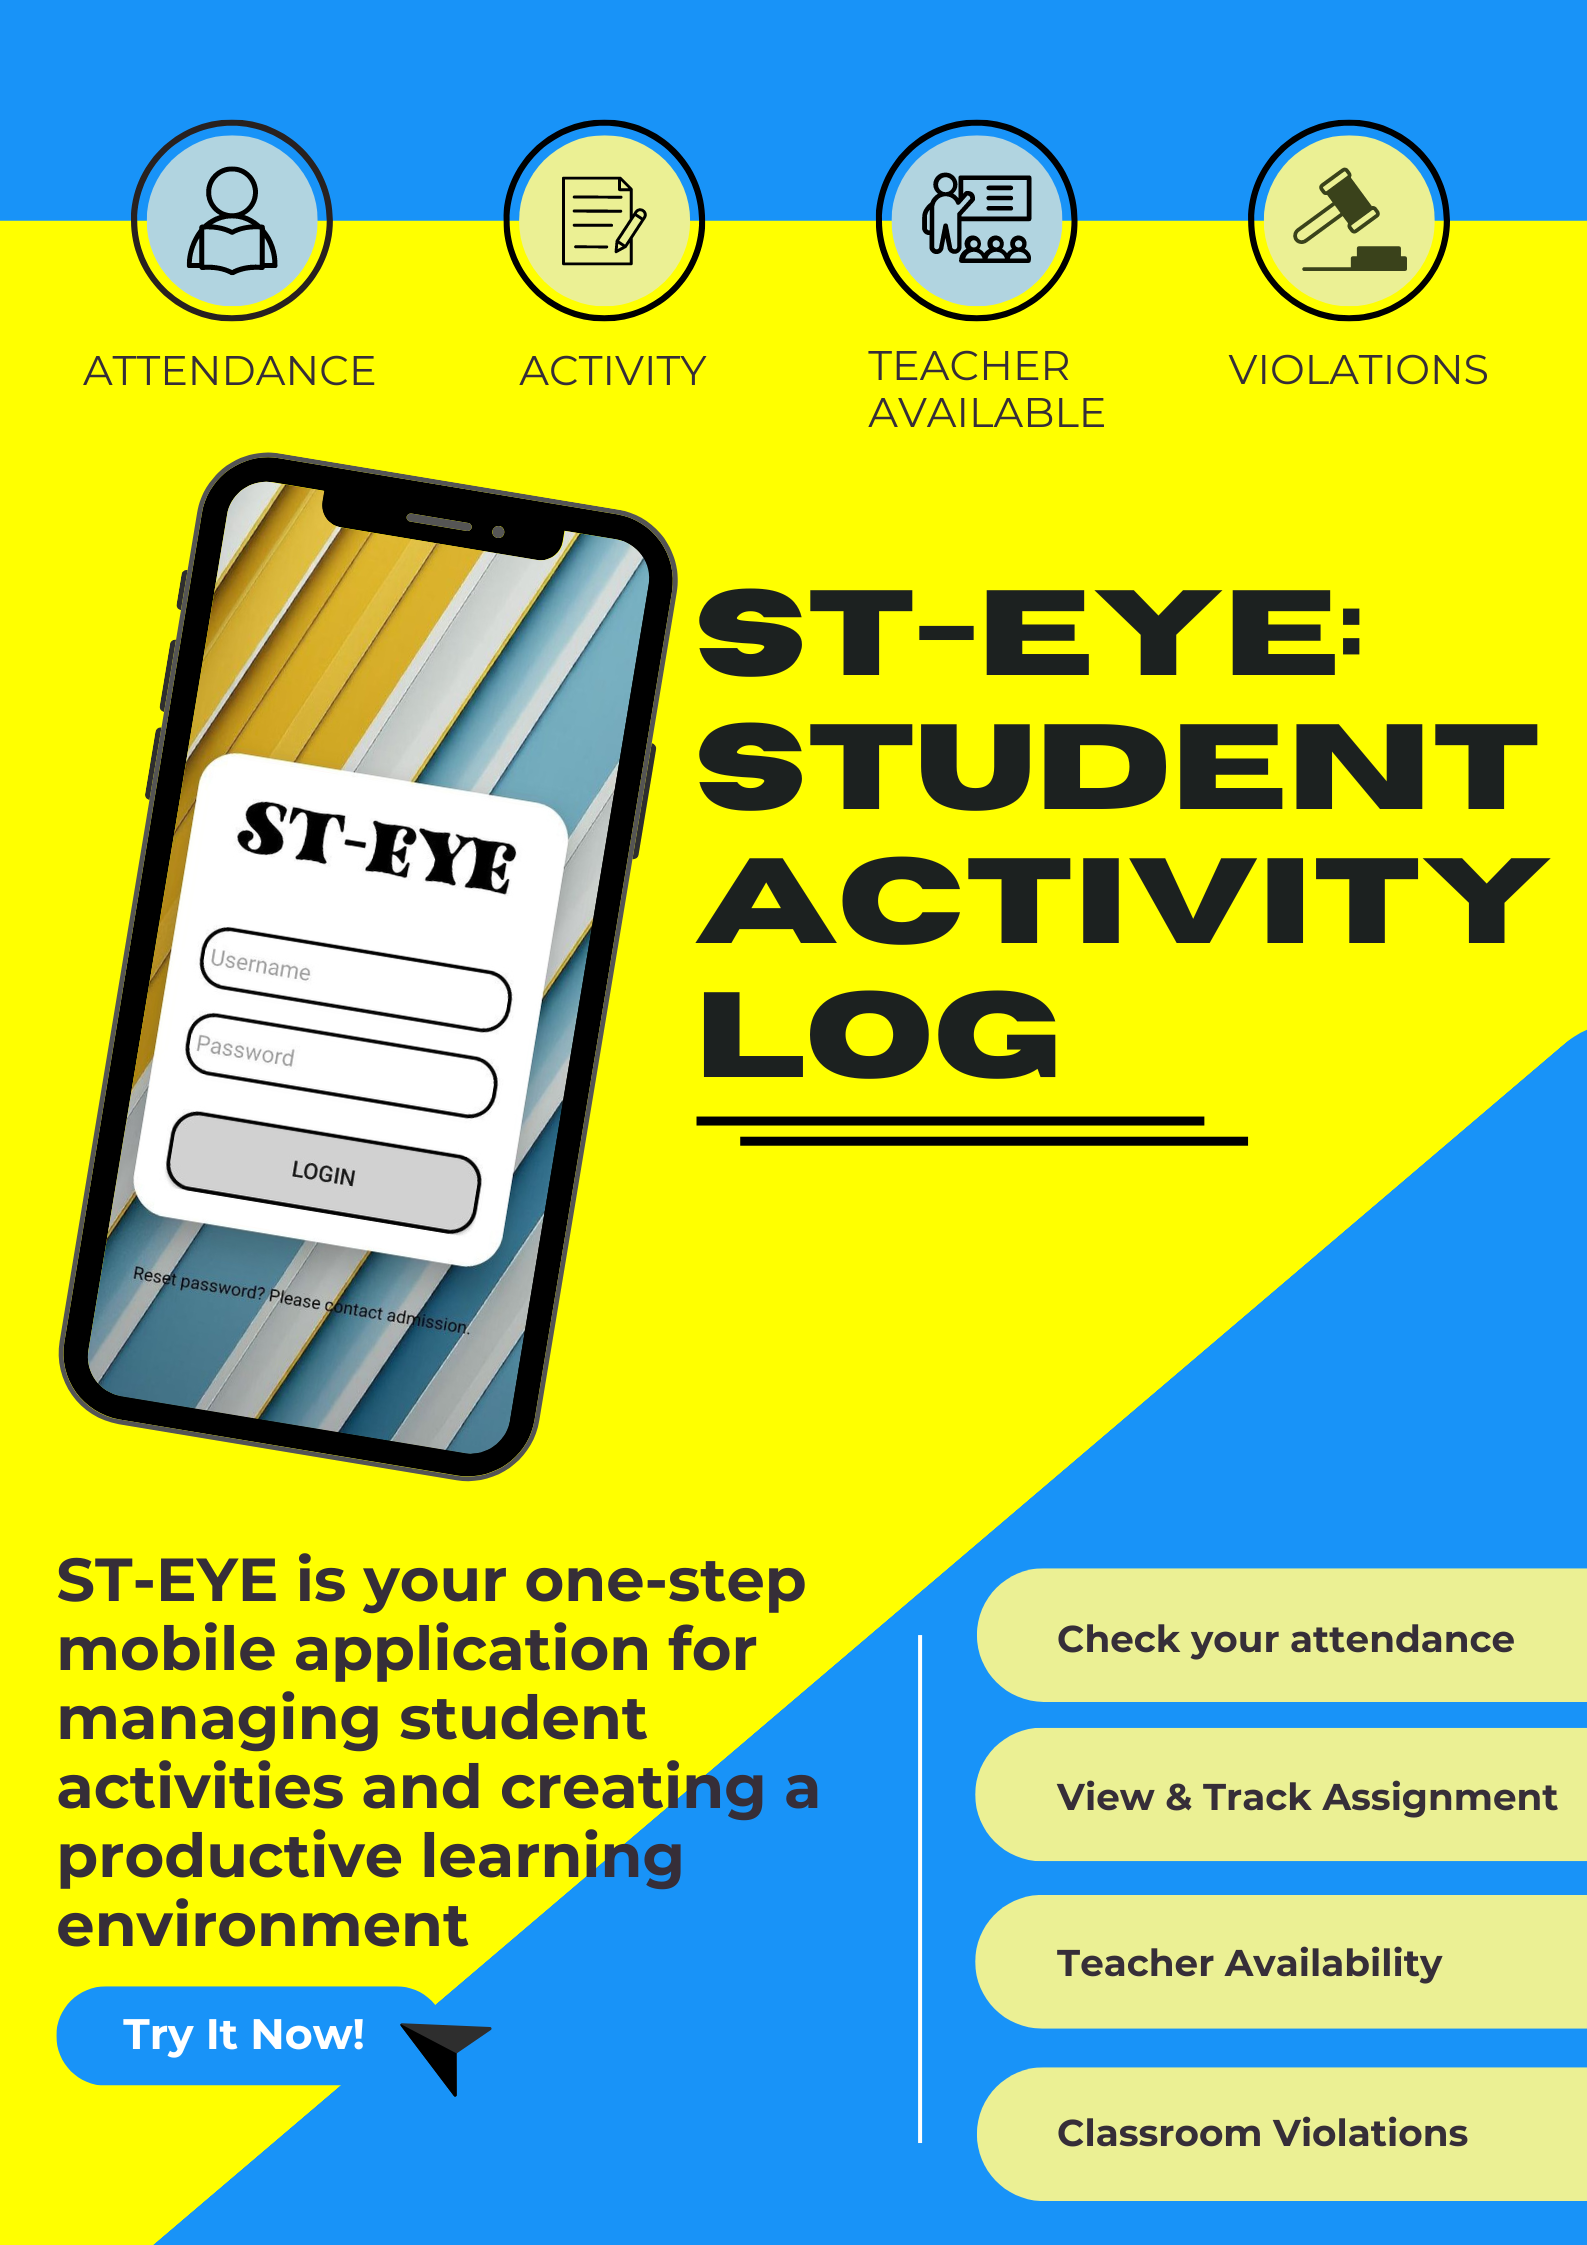 ATTENDANCE
ACTIVITY
TEACHER
AVAILABLE
VIOLATIONS
ST-EYE
Username
Password
LOGIN
Reset password? Please contact admission.
ST-EYE:
STUDENT
ACTIVITY
LOG
ST-EYE is your one-step
mobile application for
managing student
activities and creating a
productive learning
environment
Try It Now!
Check your attendance
View & Track Assignment
Teacher Availability
Classroom Violations